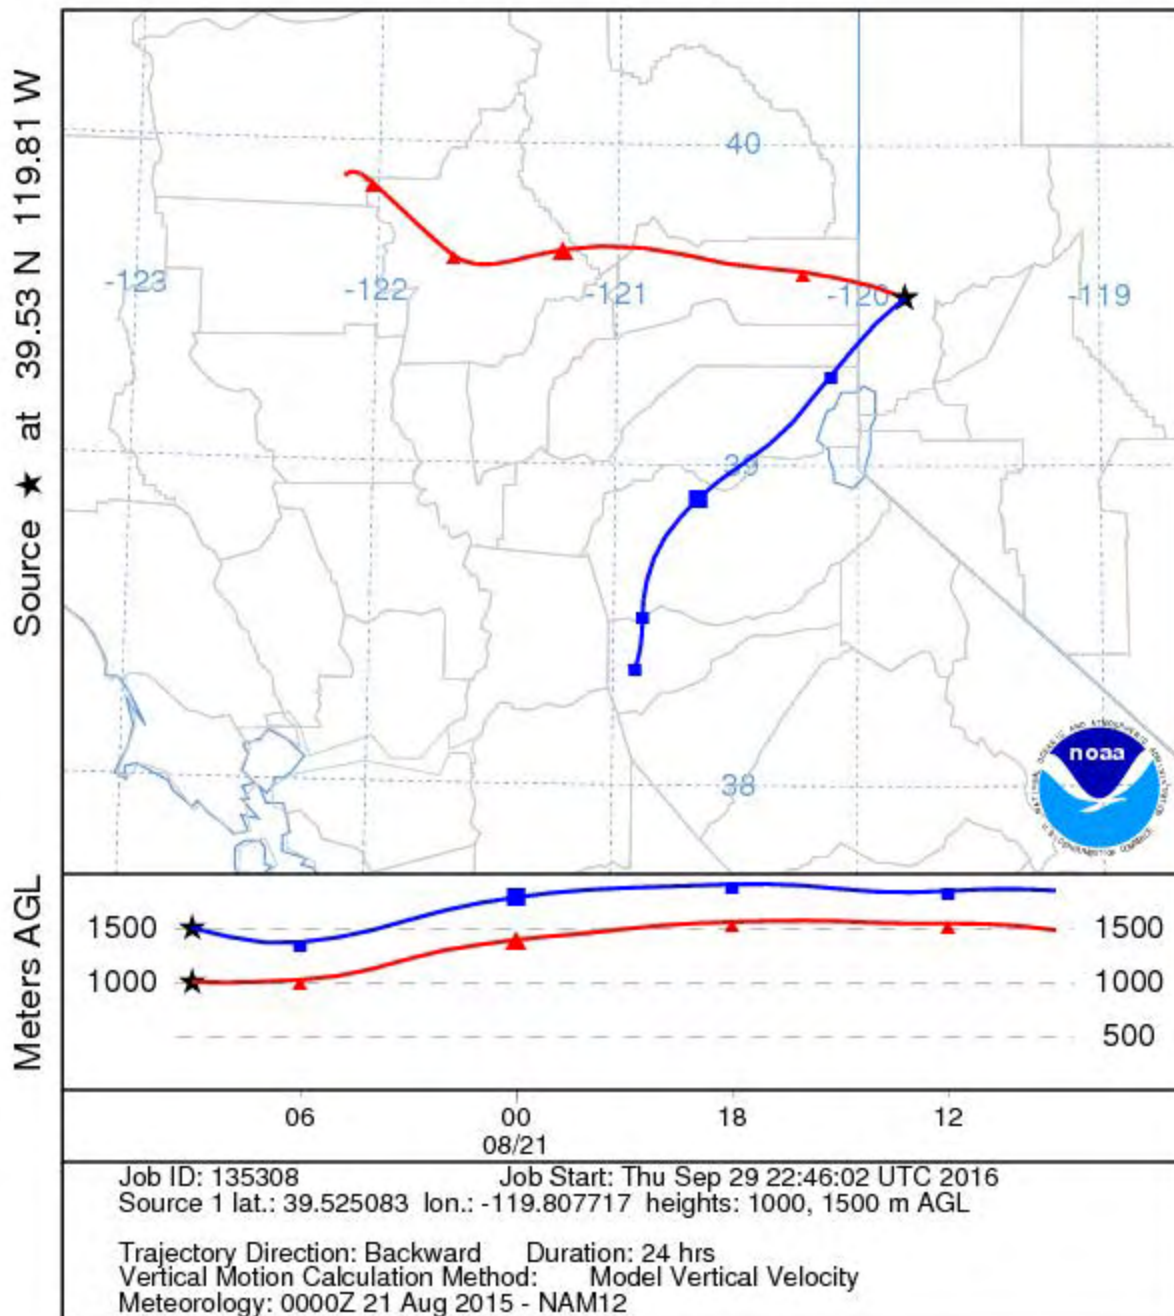 Source ★ at 39.53 N 119.81 W
40
-123
-122
-121
-120
-119
39
38
noaa
Meters AGL
1500
1500
1000
1000
500
06
00
18
12
08/21
Job ID: 135308 Job Start: Thu Sep 29 22:46:02 UTC 2016
Source 1 lat.: 39.525083 lon.: -119.807717 heights: 1000, 1500 m AGL
Trajectory Direction: Backward Duration: 24 hrs
Vertical Motion Calculation Method: Model Vertical Velocity
Meteorology: 0000Z 21 Aug 2015 - NAM12